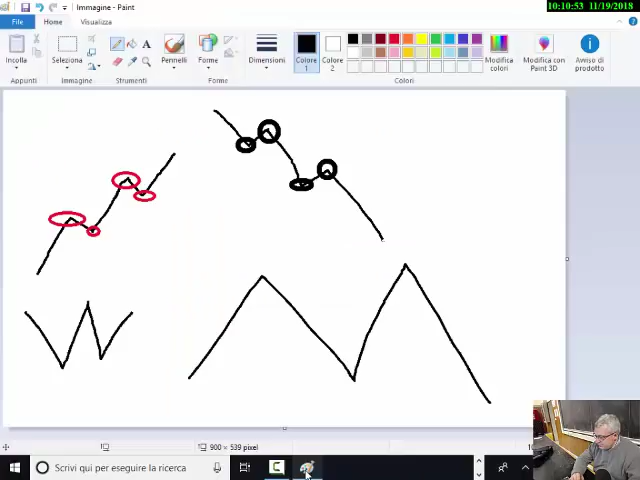 10:10:53 11/19/2018
Immagine - Paint
File Home Visualizza
Incolla
Seleziona
Pennelli
Forme
Dimensioni
Colore 1
Colore 2
Modifica colori
Modifica con Paint 3D
Avviso di prodotto
Appunti Immagine Strumenti Forme Colori
900 × 539 pixel
Scrivi qui per eseguire la ricerca